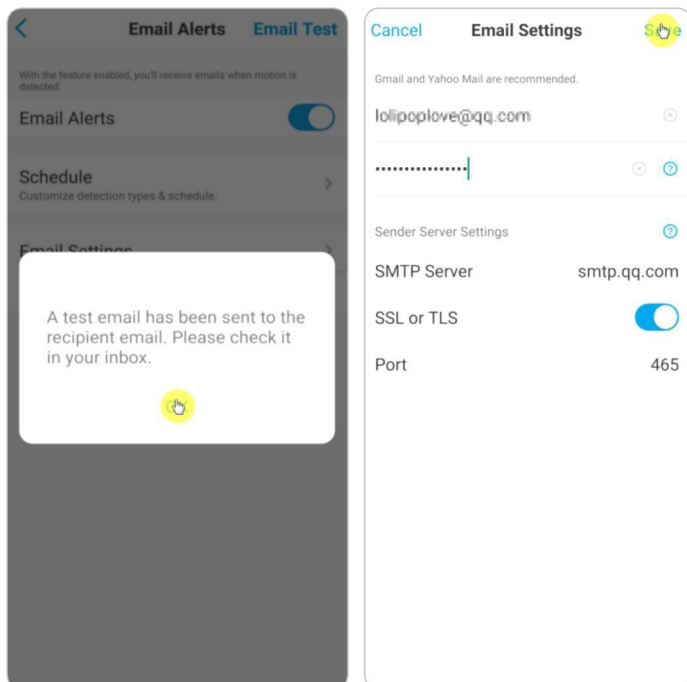 Email Alerts
Email Test
With the feature enabled, you'll receive emails when motion is
detected.
Email Alerts
Schedule
Customize detection types & schedule.
Email Settings
A test email has been sent to the
recipient email. Please check it
in your inbox.
Cancel
Email Settings
Save
Gmail and Yahoo Mail are recommended.
Sender Server Settings
SMTP Server
smtp.qq.com
SSL or TLS
Port
465